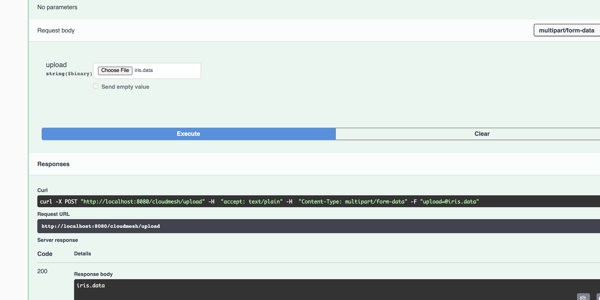 No parameters
Request body
multipart/form-data
upload
string($binary)
Choose File iris.data
Send empty value
Execute
Clear
Responses
Curl
curl -X POST "http://localhost:8080/cloudmesh/upload" -H "accept: text/plain" -H "Content-Type: multipart/form-data" -F "upload=@iris.data"
Request URL
http://localhost:8080/cloudmesh/upload
Server response
Code Details
200
Response body
iris.data